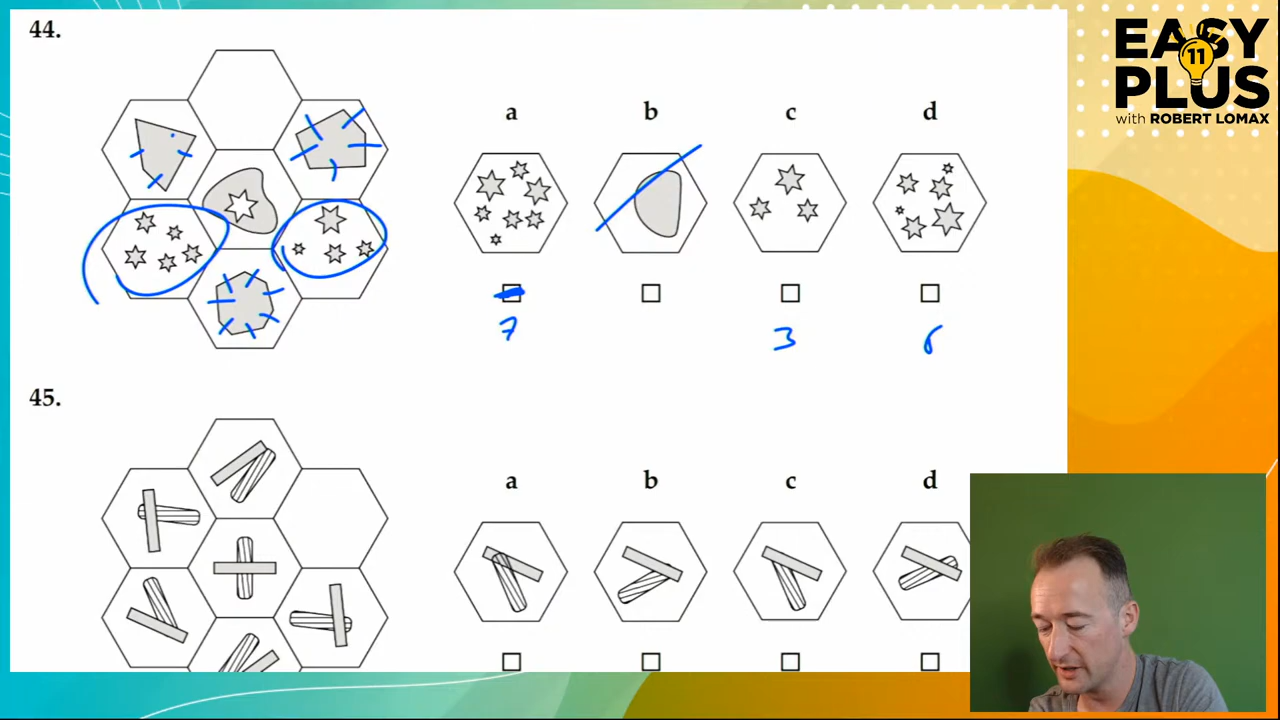 44.
EASY
11
PLUS
with ROBERT LOMAX
a b c d
7 3 6
45.
a b c d